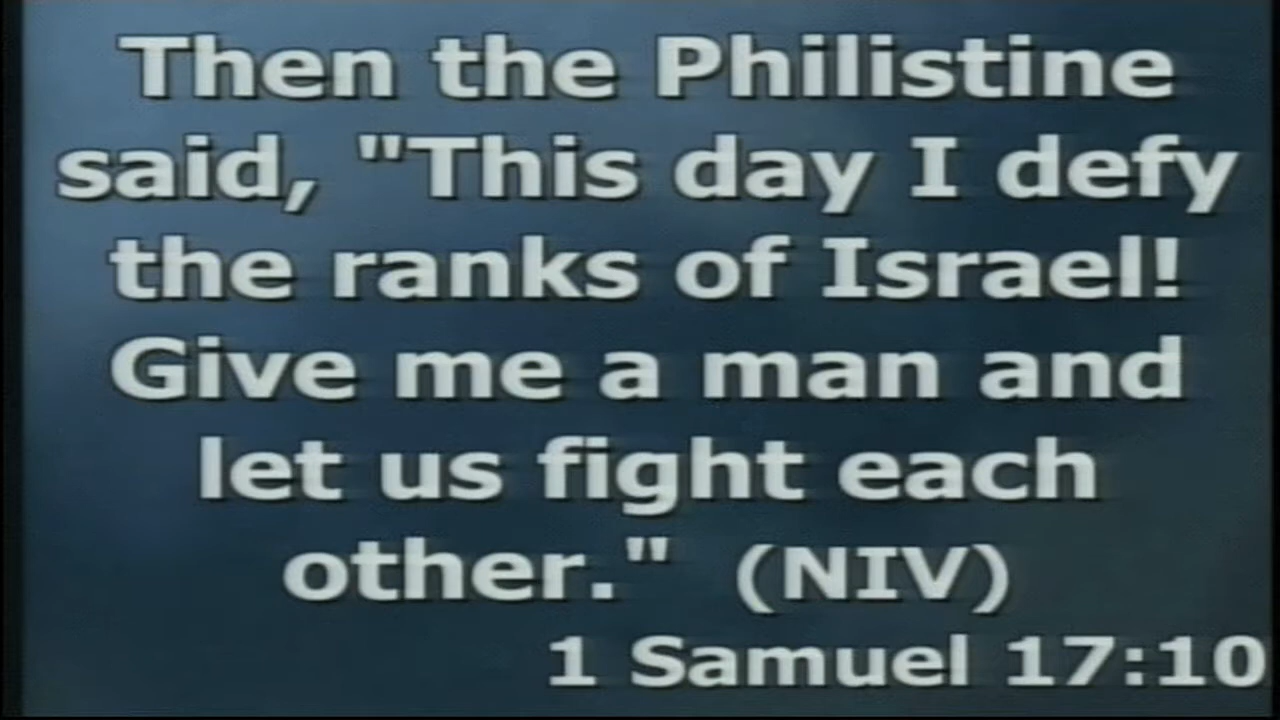 Then the Philistine
said, "This day I defy
the ranks of Israel!
Give me a man and
let us fight each
other." (NIV)
1 Samuel 17:10